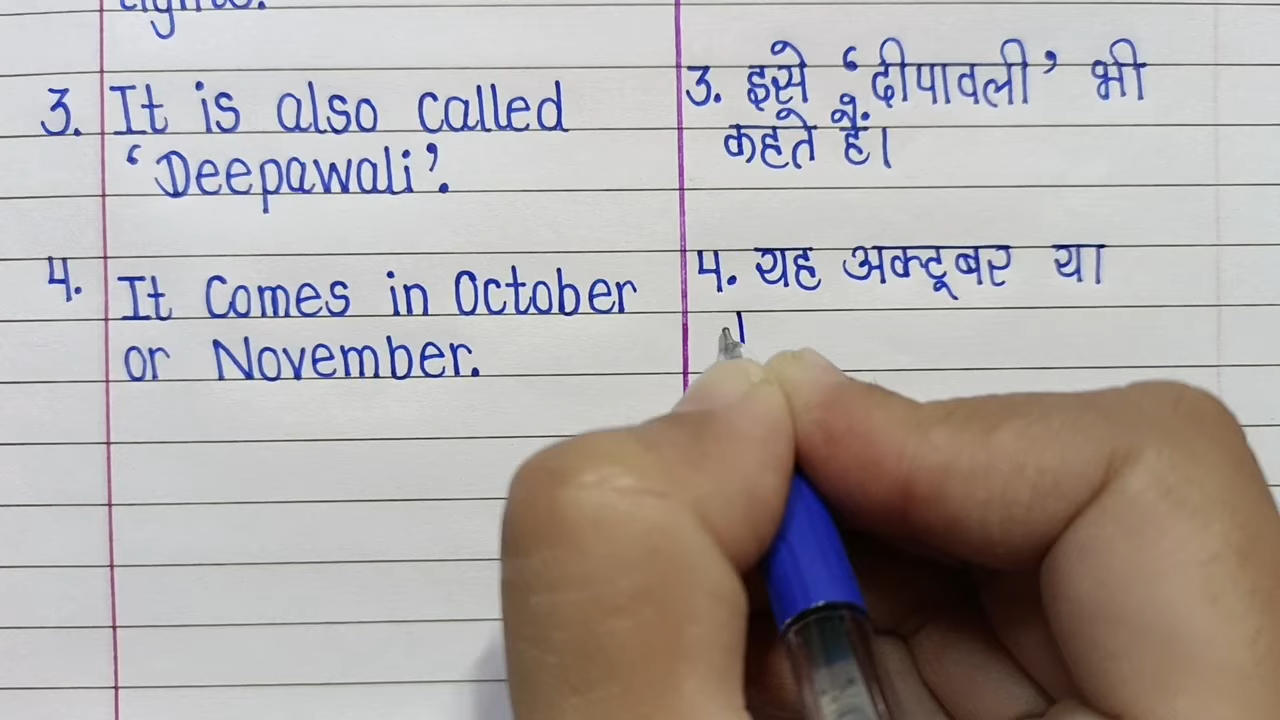 3. It is also called
'Deepawali'.
4. It Comes in October
or November.
3. इसे 'दीपावली' भी
कहते हैं।
4. यह अक्टूबर या